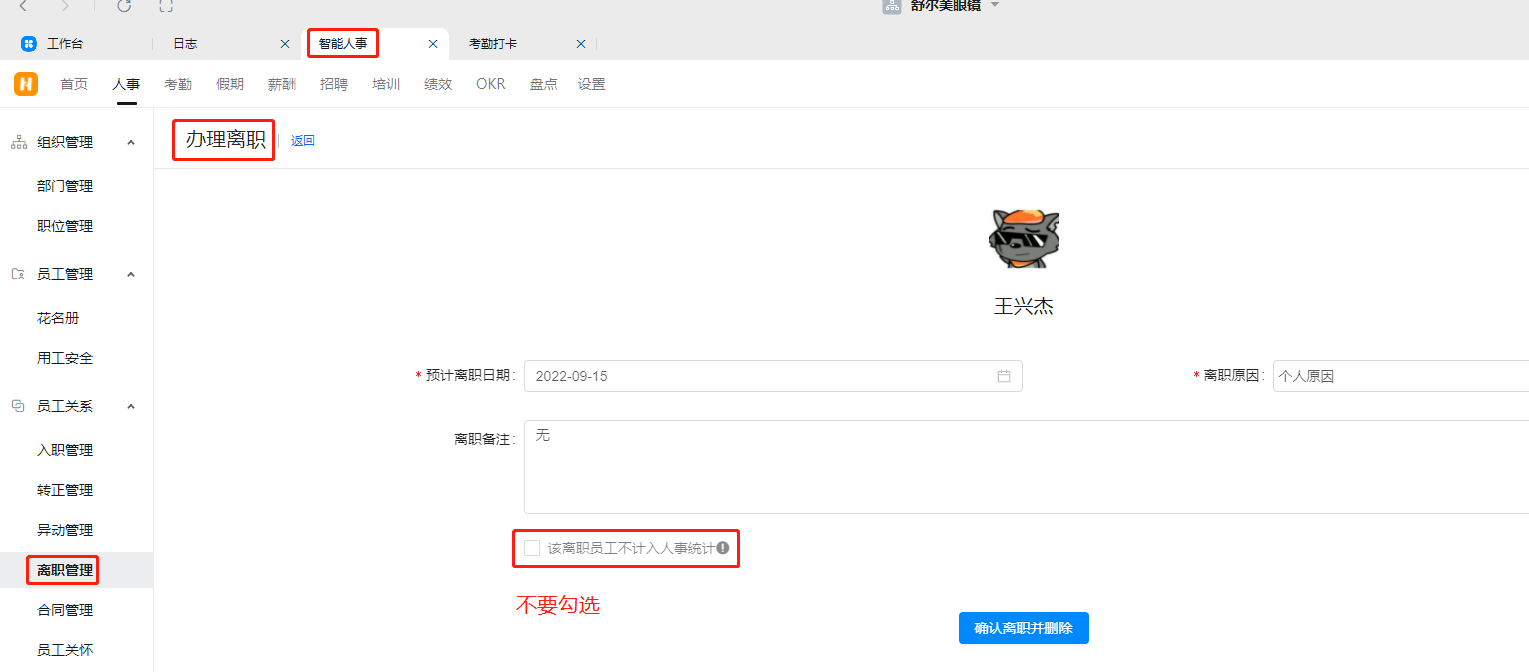 舒尔美眼镜
工作台
日志
智能人事
考勤打卡
H 首页 人事 考勤 假期 薪酬 招聘 培训 绩效 OKR 盘点 设置
组织管理
部门管理
职位管理
员工管理
花名册
用工安全
员工关系
入职管理
转正管理
异动管理
离职管理
合同管理
员工关怀
办理离职 返回
王兴杰
* 预计离职日期: 2022-09-15
* 离职原因: 个人原因
离职备注: 无
该离职员工不计入人事统计
不要勾选
确认离职并删除